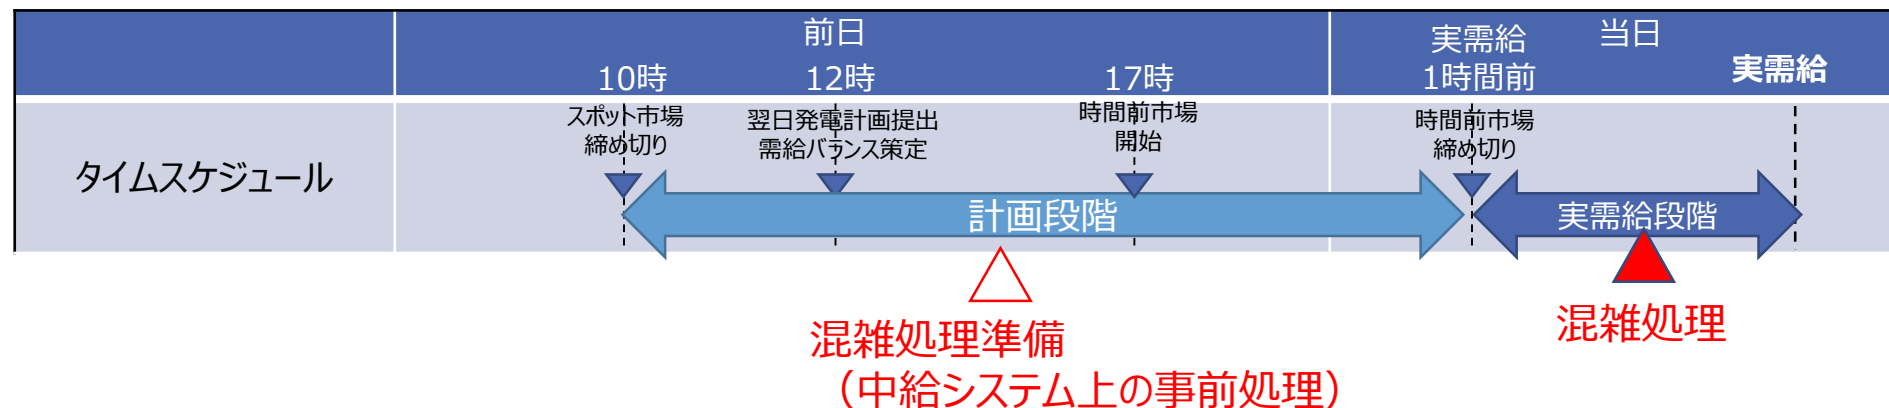 前日
当日
10時
12時
17時
実需給
1時間前
実需給
タイムスケジュール
スポット市場
締め切り
翌日発電計画提出
需給バランス策定
時間前市場
開始
時間前市場
締め切り
計画段階
実需給段階
混雑処理準備
（中給システム上の事前処理）
混雑処理